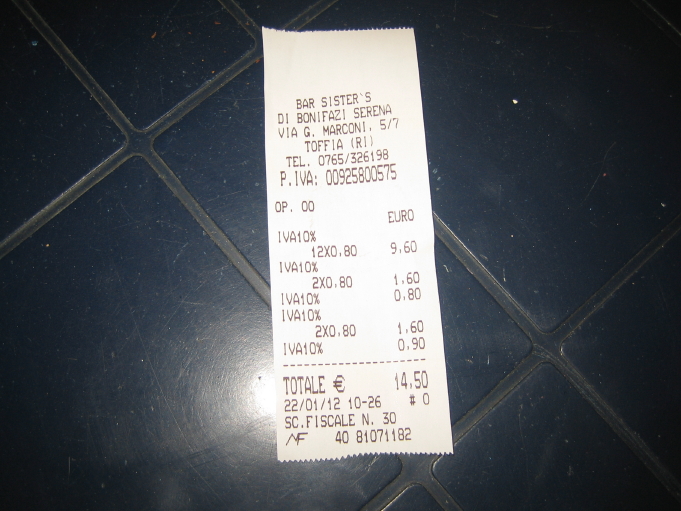 BAR SISTER`S
DI BONIFAZI SERENA
VIA G. MARCONI, 5/7
TOFFIA (RI)
TEL. 0765/326198
P.IVA: 00925800575
OP. 00
EURO
IVA10%
12X0,80 9,60
IVA10%
2X0,80 1,60
IVA10% 0,80
IVA10%
2X0,80 1,60
IVA10% 0,90
TOTALE € 14,50
22/01/12 10-26 # 0
SC.FISCALE N. 30
MF 40 81071182